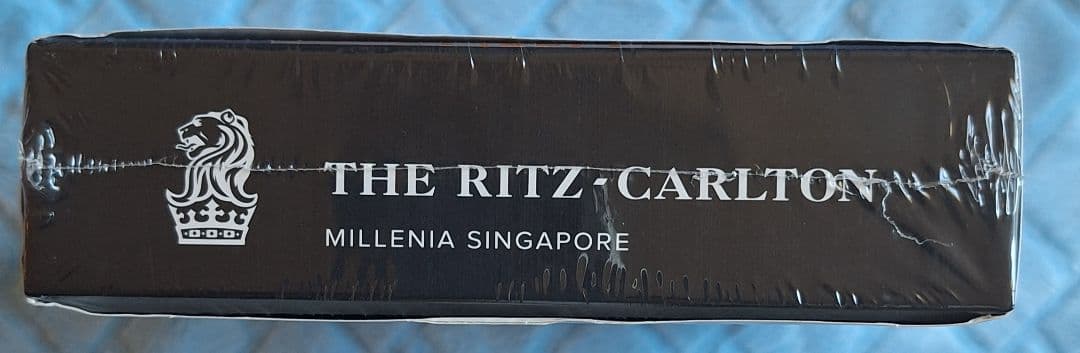 THE RITZ-CARLTON
MILLENIA SINGAPORE